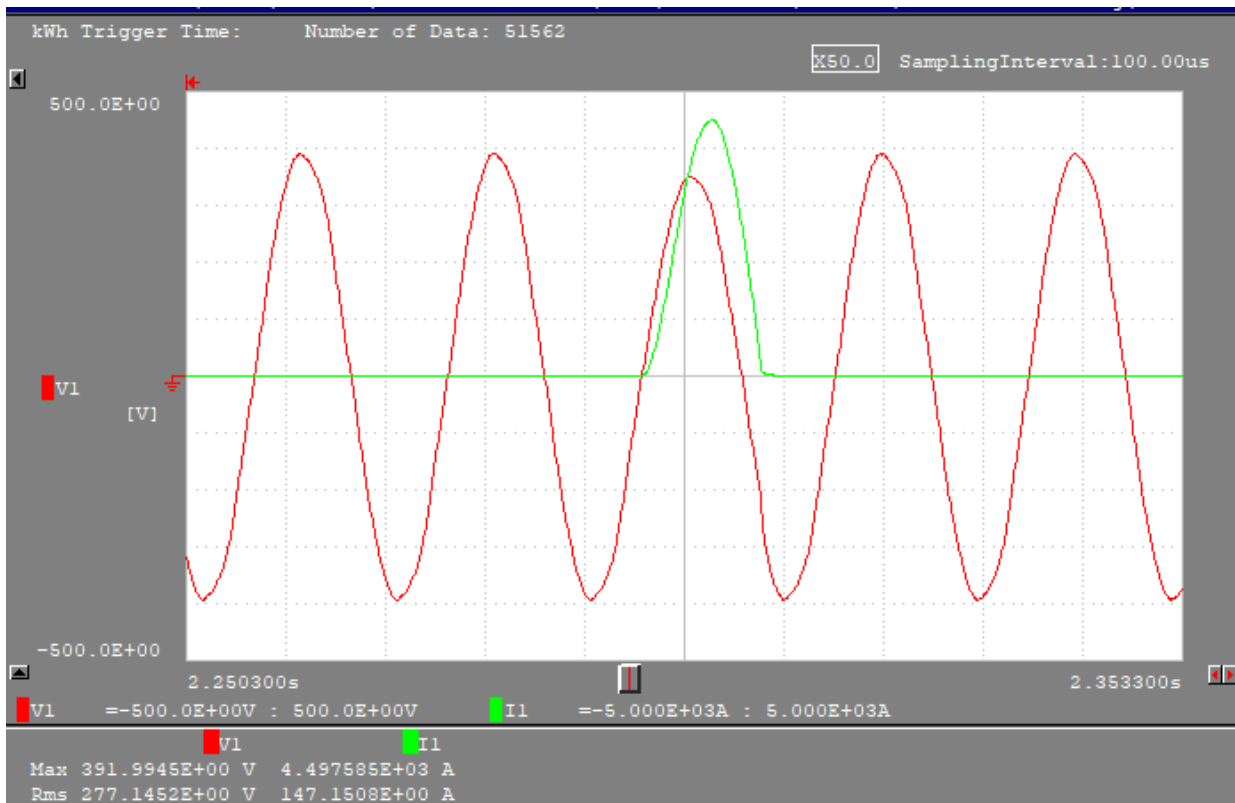 kWh Trigger Time: Number of Data: 51562
X50.0 SamplingInterval:100.00us
500.0E+00
V1
[V]
-500.0E+00
2.250300s 2.353300s
V1 =-500.0E+00V : 500.0E+00V I1 =-5.000E+03A : 5.000E+03A
V1 I1
Max 391.9945E+00 V 4.497585E+03 A
Rms 277.1452E+00 V 147.1508E+00 A